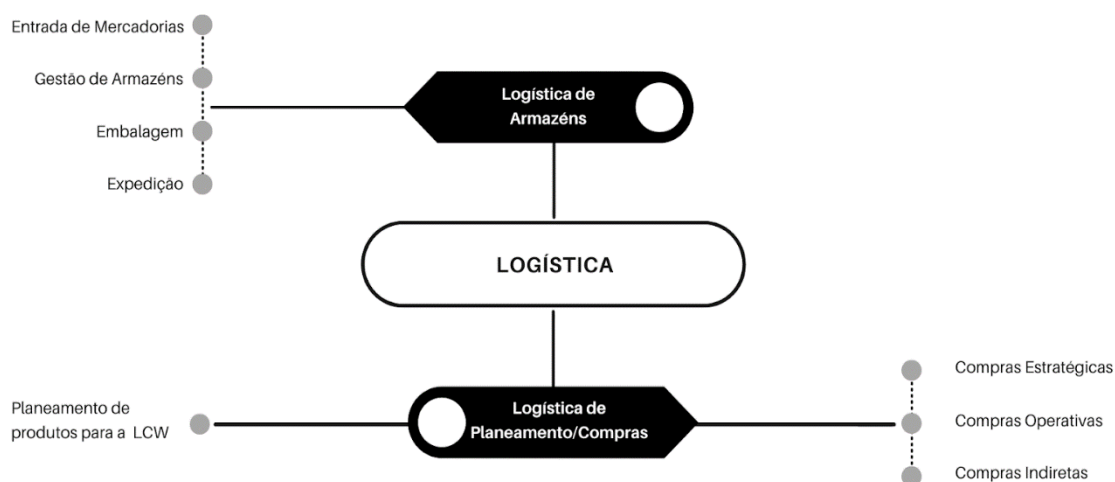 Entrada de Mercadorias
Gestão de Armazéns
Embalagem
Expedição
Logística de
Armazéns
LOGÍSTICA
Planeamento de
produtos para a LCW
Logística de
Planeamento/Compras
Compras Estratégicas
Compras Operativas
Compras Indiretas